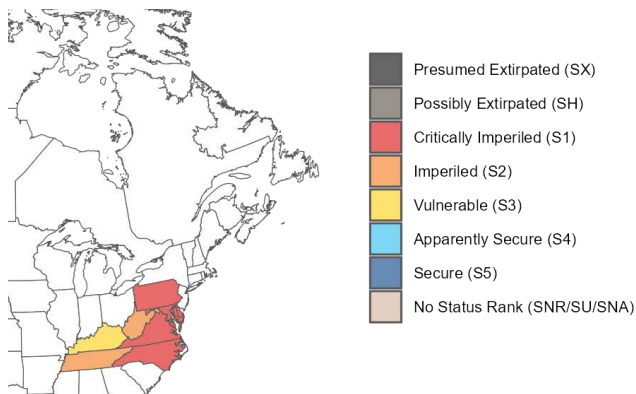 Presumed Extirpated (SX)
Possibly Extirpated (SH)
Critically Imperiled (S1)
Imperiled (S2)
Vulnerable (S3)
Apparently Secure (S4)
Secure (S5)
No Status Rank (SNR/SU/SNA)